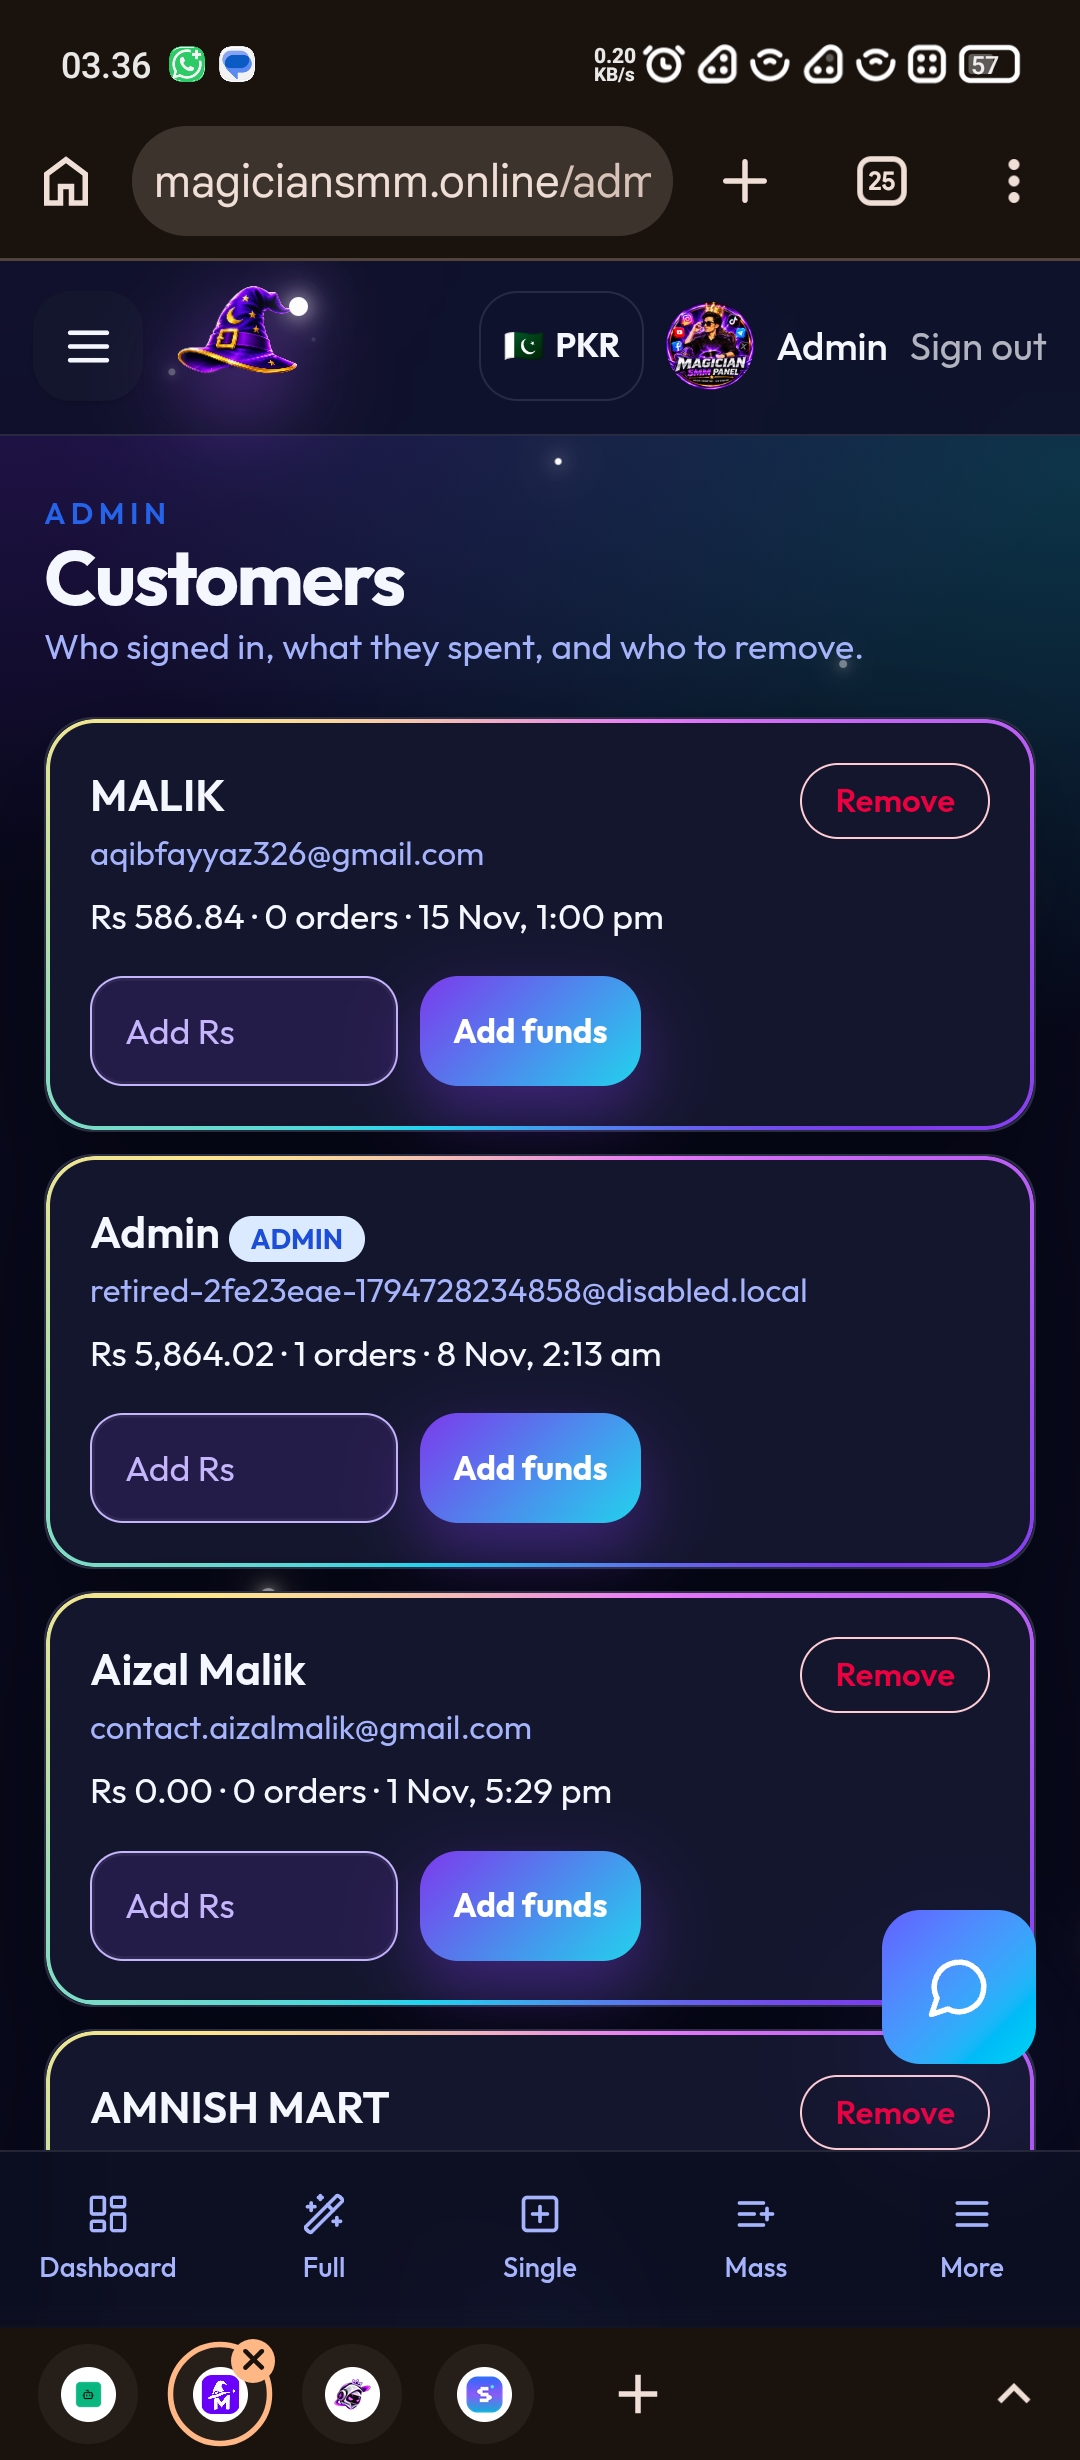 03.36
0.20 KB/s
57
magiciansmm.online/adm
25
PKR
MAGICIAN
SMM PANEL
Admin
Sign out
ADMIN
Customers
Who signed in, what they spent, and who to remove.
MALIK
Remove
aqibfayyaz326@gmail.com
Rs 586.84 · 0 orders · 15 Nov, 1:00 pm
Add Rs
Add funds
Admin ADMIN
retired-2fe23eae-1794728234858@disabled.local
Rs 5,864.02 · 1 orders · 8 Nov, 2:13 am
Add Rs
Add funds
Aizal Malik
Remove
contact.aizalmalik@gmail.com
Rs 0.00 · 0 orders · 1 Nov, 5:29 pm
Add Rs
Add funds
AMNISH MART
Remove
Dashboard
Full
Single
Mass
More
M
S